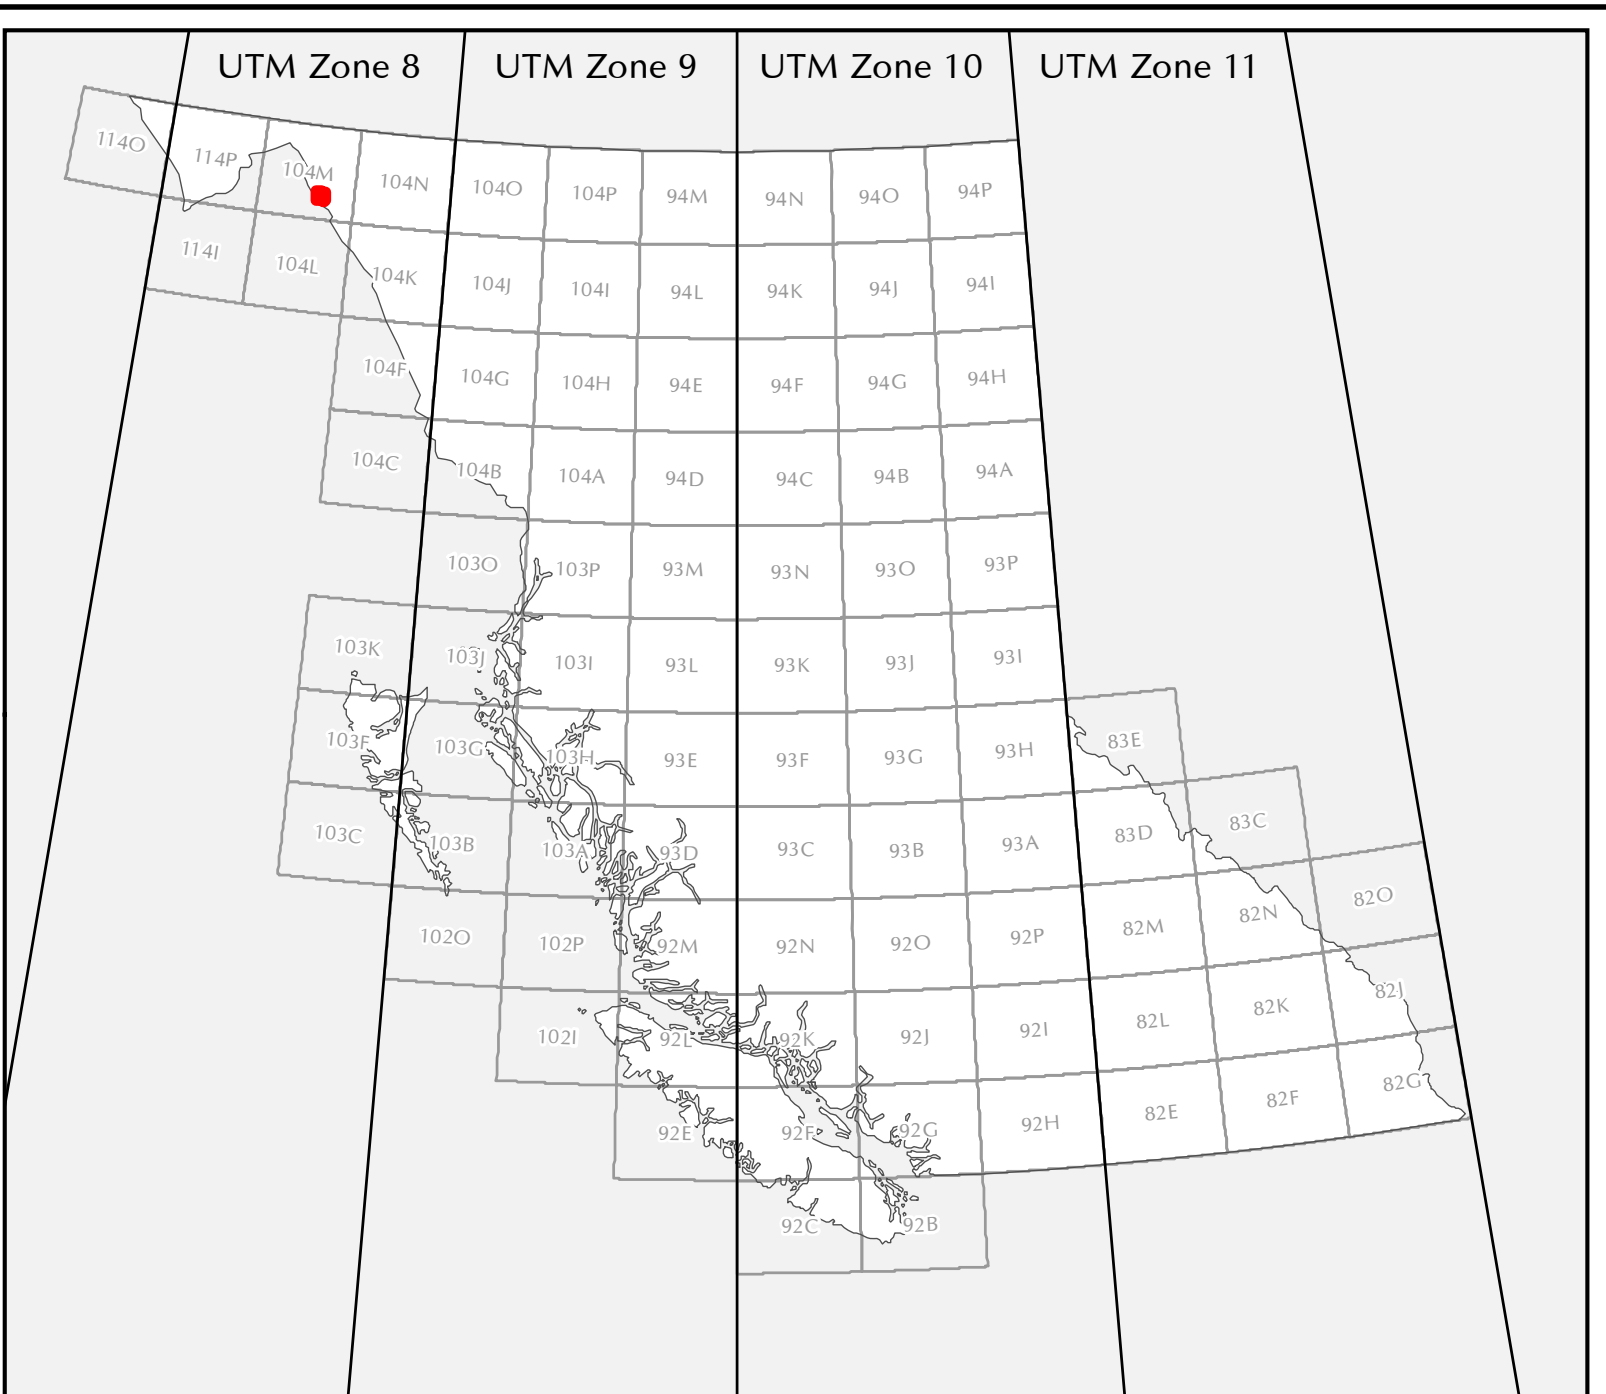 UTM Zone 8 UTM Zone 9 UTM Zone 10 UTM Zone 11
114O 114P 104M 104N 104O 104P 94M 94N 94O 94P
114I 104L 104K 104J 104I 94L 94K 94J 94I
104F 104G 104H 94E 94F 94G 94H
104C 104B 104A 94D 94C 94B 94A
103O 103P 93M 93N 93O 93P
103K 103J 103I 93L 93K 93J 93I
103F 103G 103H 93E 93F 93G 93H 83E
103C 103B 103A 93D 93C 93B 93A 83D 83C
102O 102P 92M 92N 92O 92P 82M 82N 82O
102I 92L 92K 92J 92I 82L 82K 82J
92E 92F 92G 92H 82E 82F 82G
92C 92B